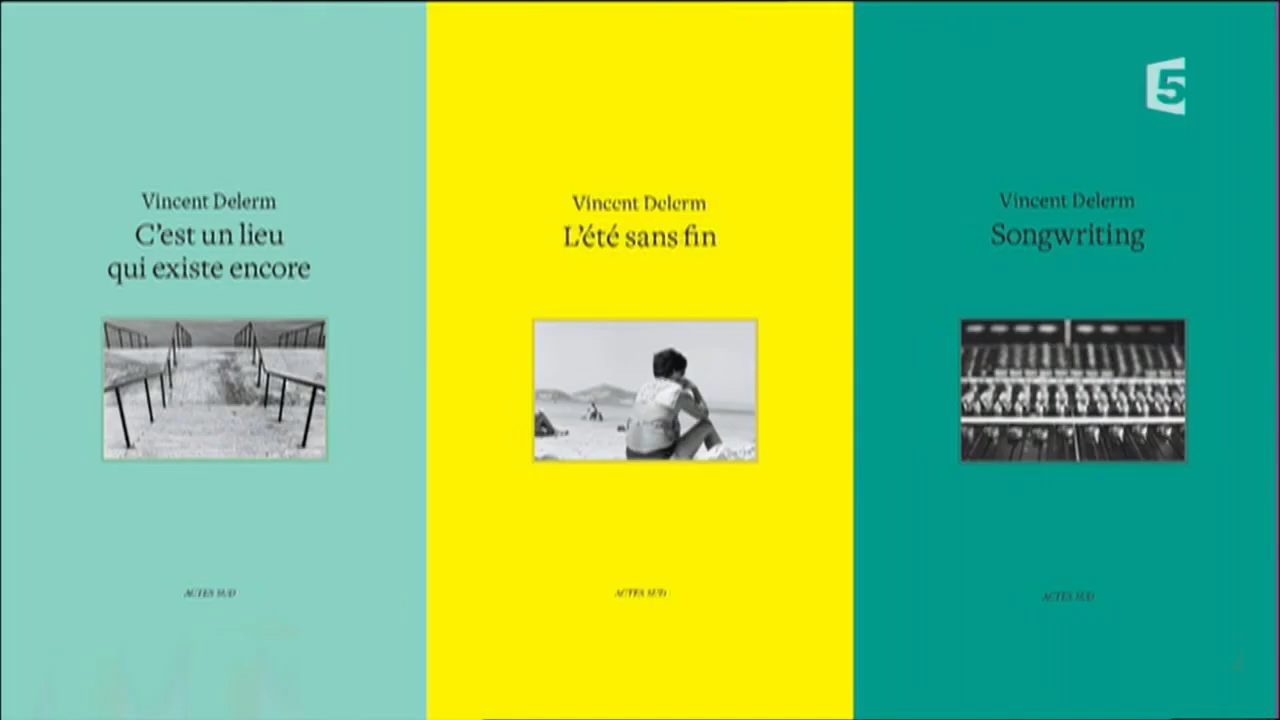 5
Vincent Delerm
C'est un lieu
qui existe encore
ACTES SUD
Vincent Delerm
L'été sans fin
ACTES SUD
Vincent Delerm
Songwriting
ACTES SUD